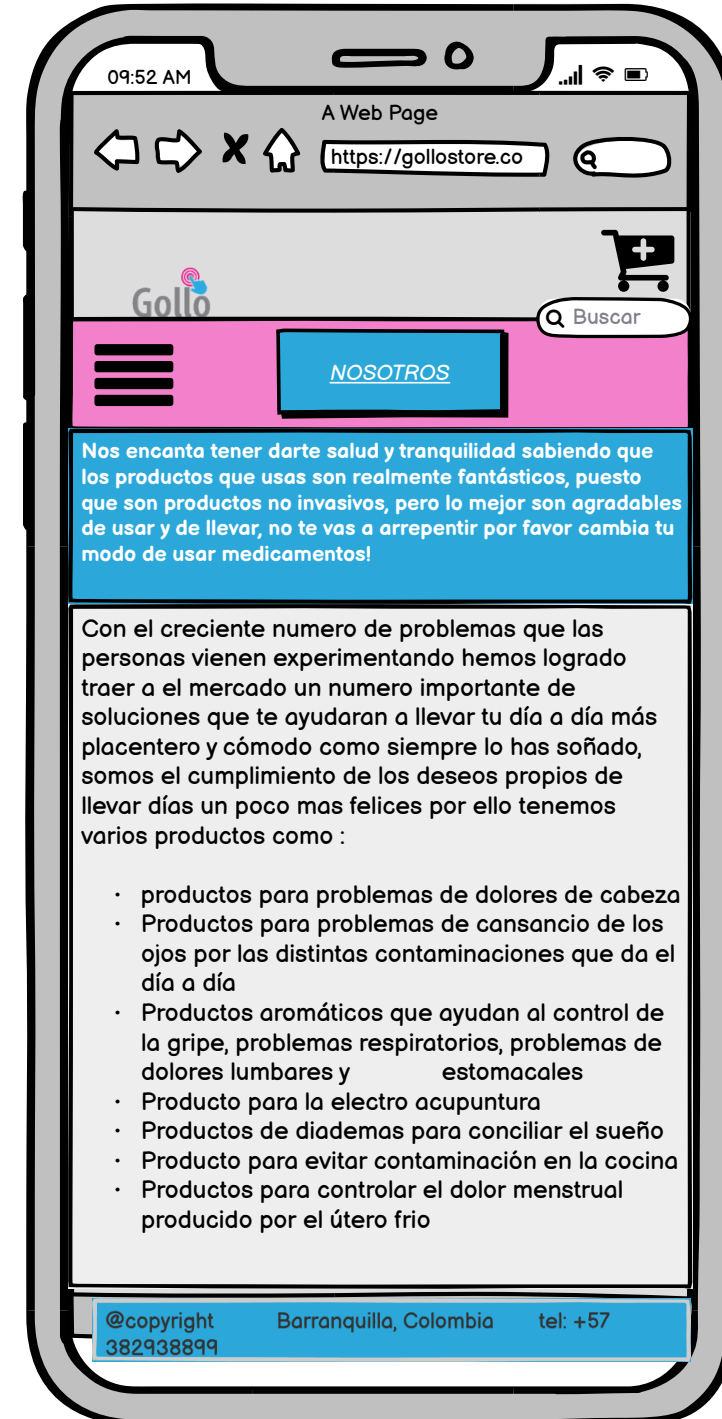 09:52 AM
A Web Page
https://gollostore.co
Gollo
Buscar
NOSOTROS
Nos encanta tener darte salud y tranquilidad sabiendo que
los productos que usas son realmente fantásticos, puesto
que son productos no invasivos, pero lo mejor son agradables
de usar y de llevar, no te vas a arrepentir por favor cambia tu
modo de usar medicamentos!
Con el creciente numero de problemas que las
personas vienen experimentando hemos logrado
traer a el mercado un numero importante de
soluciones que te ayudaran a llevar tu día a día más
placentero y cómodo como siempre lo has soñado,
somos el cumplimiento de los deseos propios de
llevar días un poco mas felices por ello tenemos
varios productos como :
· productos para problemas de dolores de cabeza
· Productos para problemas de cansancio de los
ojos por las distintas contaminaciones que da el
día a día
· Productos aromáticos que ayudan al control de
la gripe, problemas respiratorios, problemas de
dolores lumbares y estomacales
· Producto para la electro acupuntura
· Productos de diademas para conciliar el sueño
· Producto para evitar contaminación en la cocina
· Productos para controlar el dolor menstrual
producido por el útero frio
@copyright Barranquilla, Colombia tel: +57
382938899